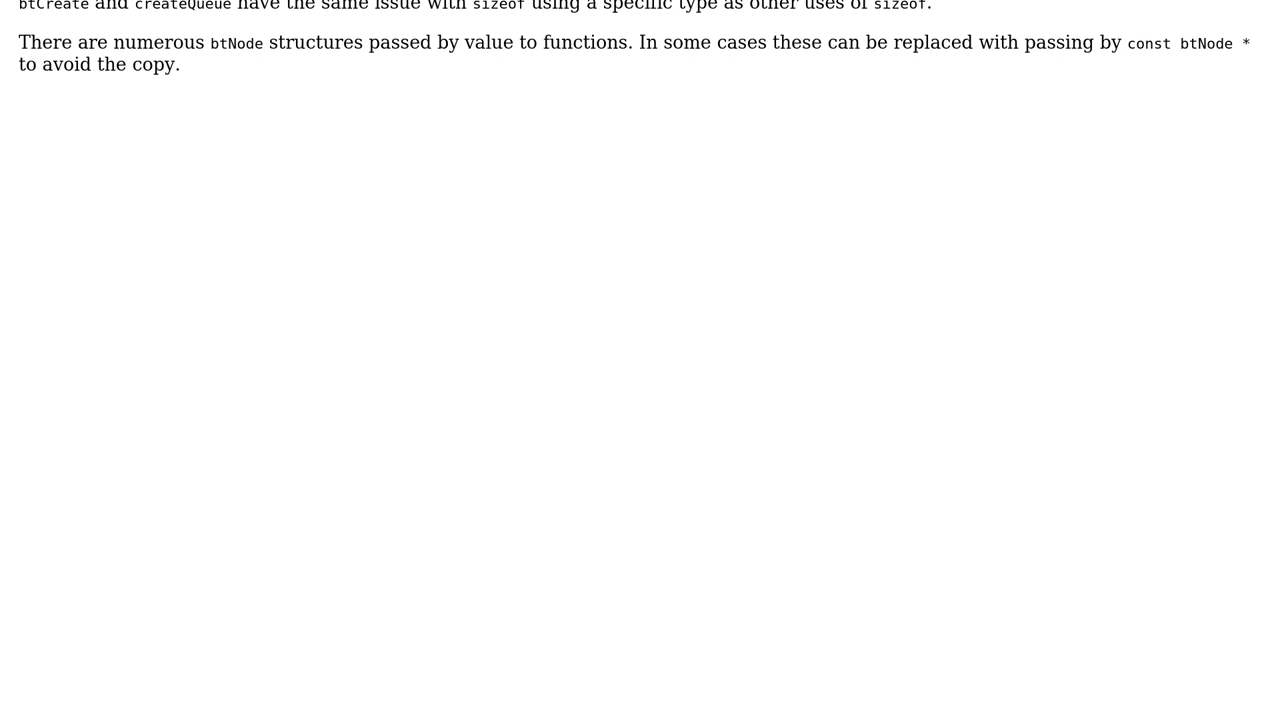 btCreate and createQueue have the same issue with sizeof using a specific type as other uses of sizeof.
There are numerous btNode structures passed by value to functions. In some cases these can be replaced with passing by const btNode *
to avoid the copy.